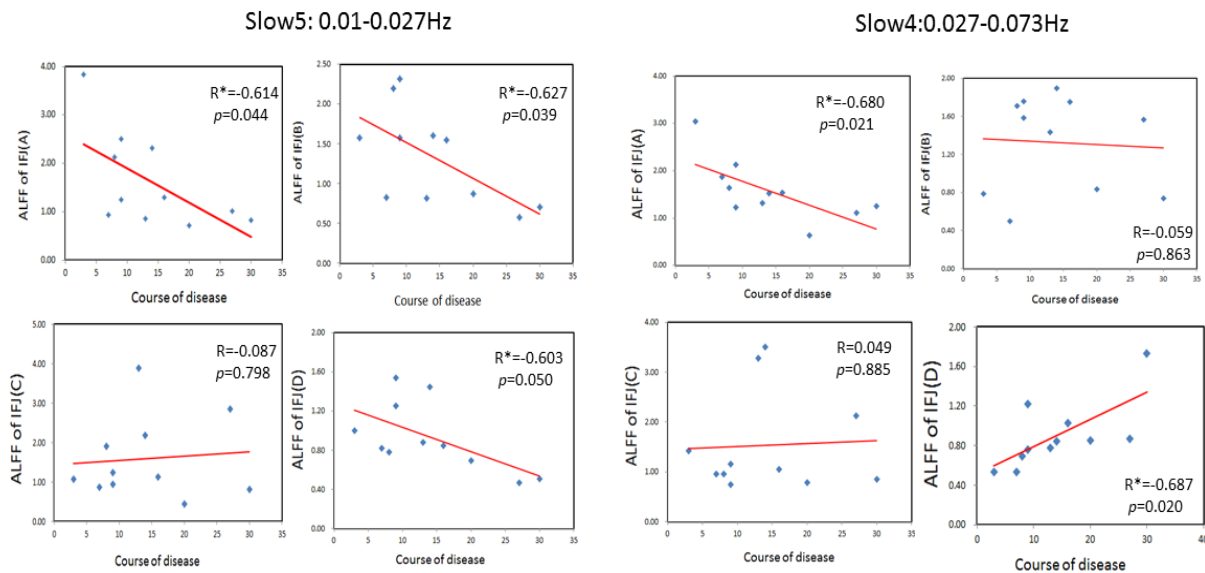 Slow5: 0.01-0.027Hz
Slow4:0.027-0.073Hz
4.00
3.00
2.00
1.00
0.00
ALFF of IFJ(A)
R*=-0.614
p=0.044
0 5 10 15 20 25 30 35
Course of disease
2.50
2.00
1.50
1.00
0.50
0.00
ALFF of IFJ(B)
R*=-0.627
p=0.039
0 5 10 15 20 25 30 35
Course of disease
4.00
3.00
2.00
1.00
0.00
ALFF of IFJ(A)
R*=-0.680
p=0.021
0 5 10 15 20 25 30 35
Course of disease
2.00
1.60
1.20
0.80
0.40
0.00
ALFF of IFJ(B)
R=-0.059
p=0.863
0 5 10 15 20 25 30 35
Course of disease
5.00
4.00
3.00
2.00
1.00
0.00
ALFF of IFJ(C)
R=-0.087
p=0.798
0 5 10 15 20 25 30 35
Course of disease
2.00
1.60
1.20
0.80
0.40
0.00
ALFF of IFJ(D)
R*=-0.603
p=0.050
0 5 10 15 20 25 30 35
Course of disease
4.00
3.00
2.00
1.00
0.00
ALFF of IFJ(C)
R=0.049
p=0.885
0 5 10 15 20 25 30 35
Course of disease
2.00
1.60
1.20
0.80
0.40
0.00
ALFF of IFJ(D)
R*=-0.687
p=0.020
0 10 20 30 40
Course of disease